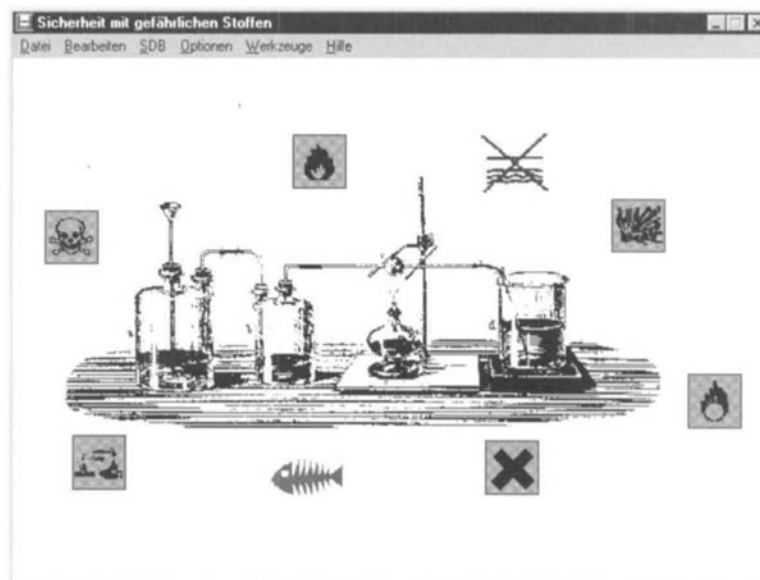 Sicherheit mit gefährlichen Stoffen
Datei Bearbeiten SDB Optionen Werkzeuge Hilfe